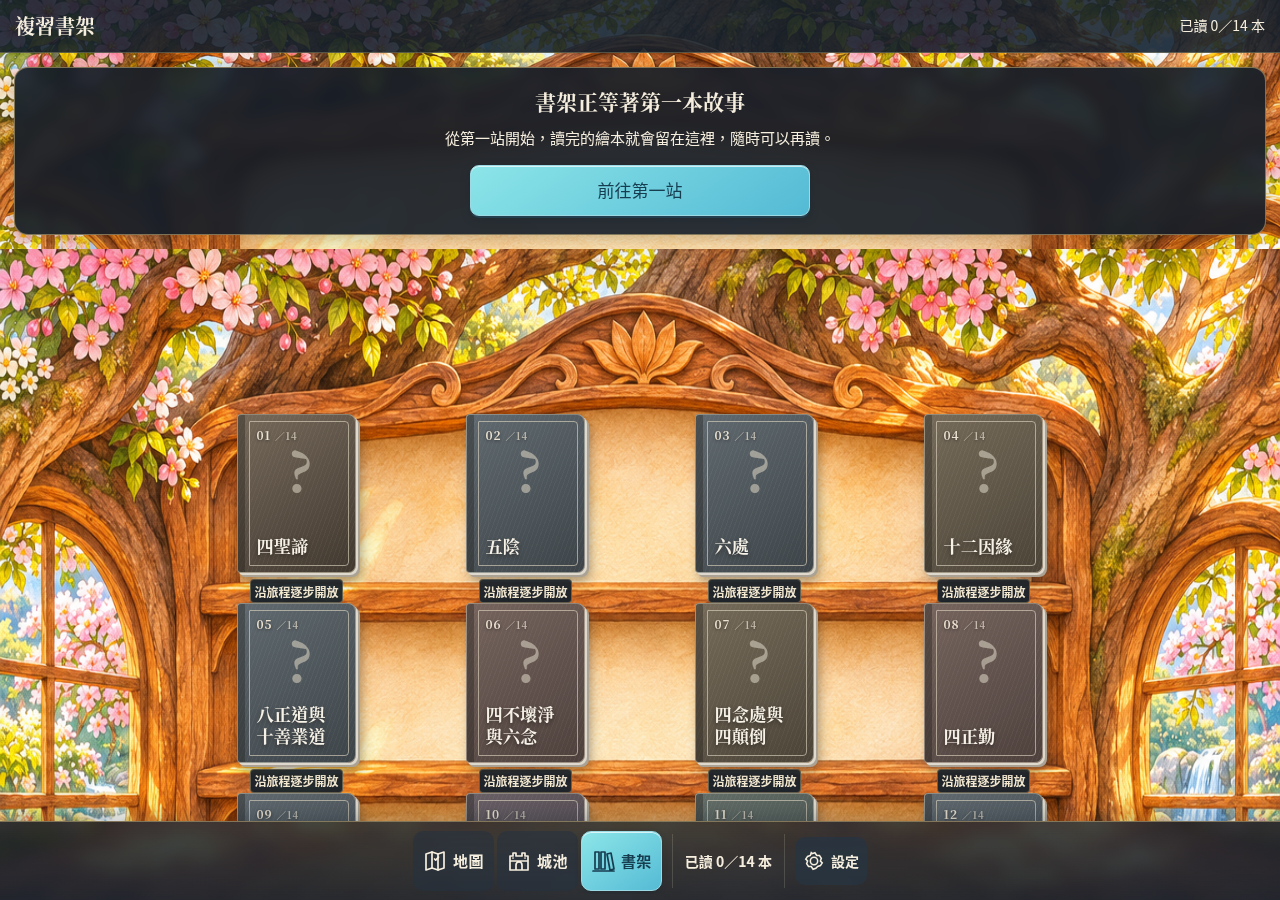 複習書架
已讀 0／14 本
書架正等著第一本故事
從第一站開始，讀完的繪本就會留在這裡，隨時可以再讀。
前往第一站
01 ／14
?
四聖諦
沿旅程逐步開放
02 ／14
?
五陰
沿旅程逐步開放
03 ／14
?
六處
沿旅程逐步開放
04 ／14
?
十二因緣
沿旅程逐步開放
05 ／14
?
八正道與
十善業道
沿旅程逐步開放
06 ／14
?
四不壞淨
與六念
沿旅程逐步開放
07 ／14
?
四念處與
四顛倒
沿旅程逐步開放
08 ／14
?
四正勤
沿旅程逐步開放
09 ／14
10 ／14
11 ／14
12 ／14
地圖
城池
書架
已讀 0／14 本
設定